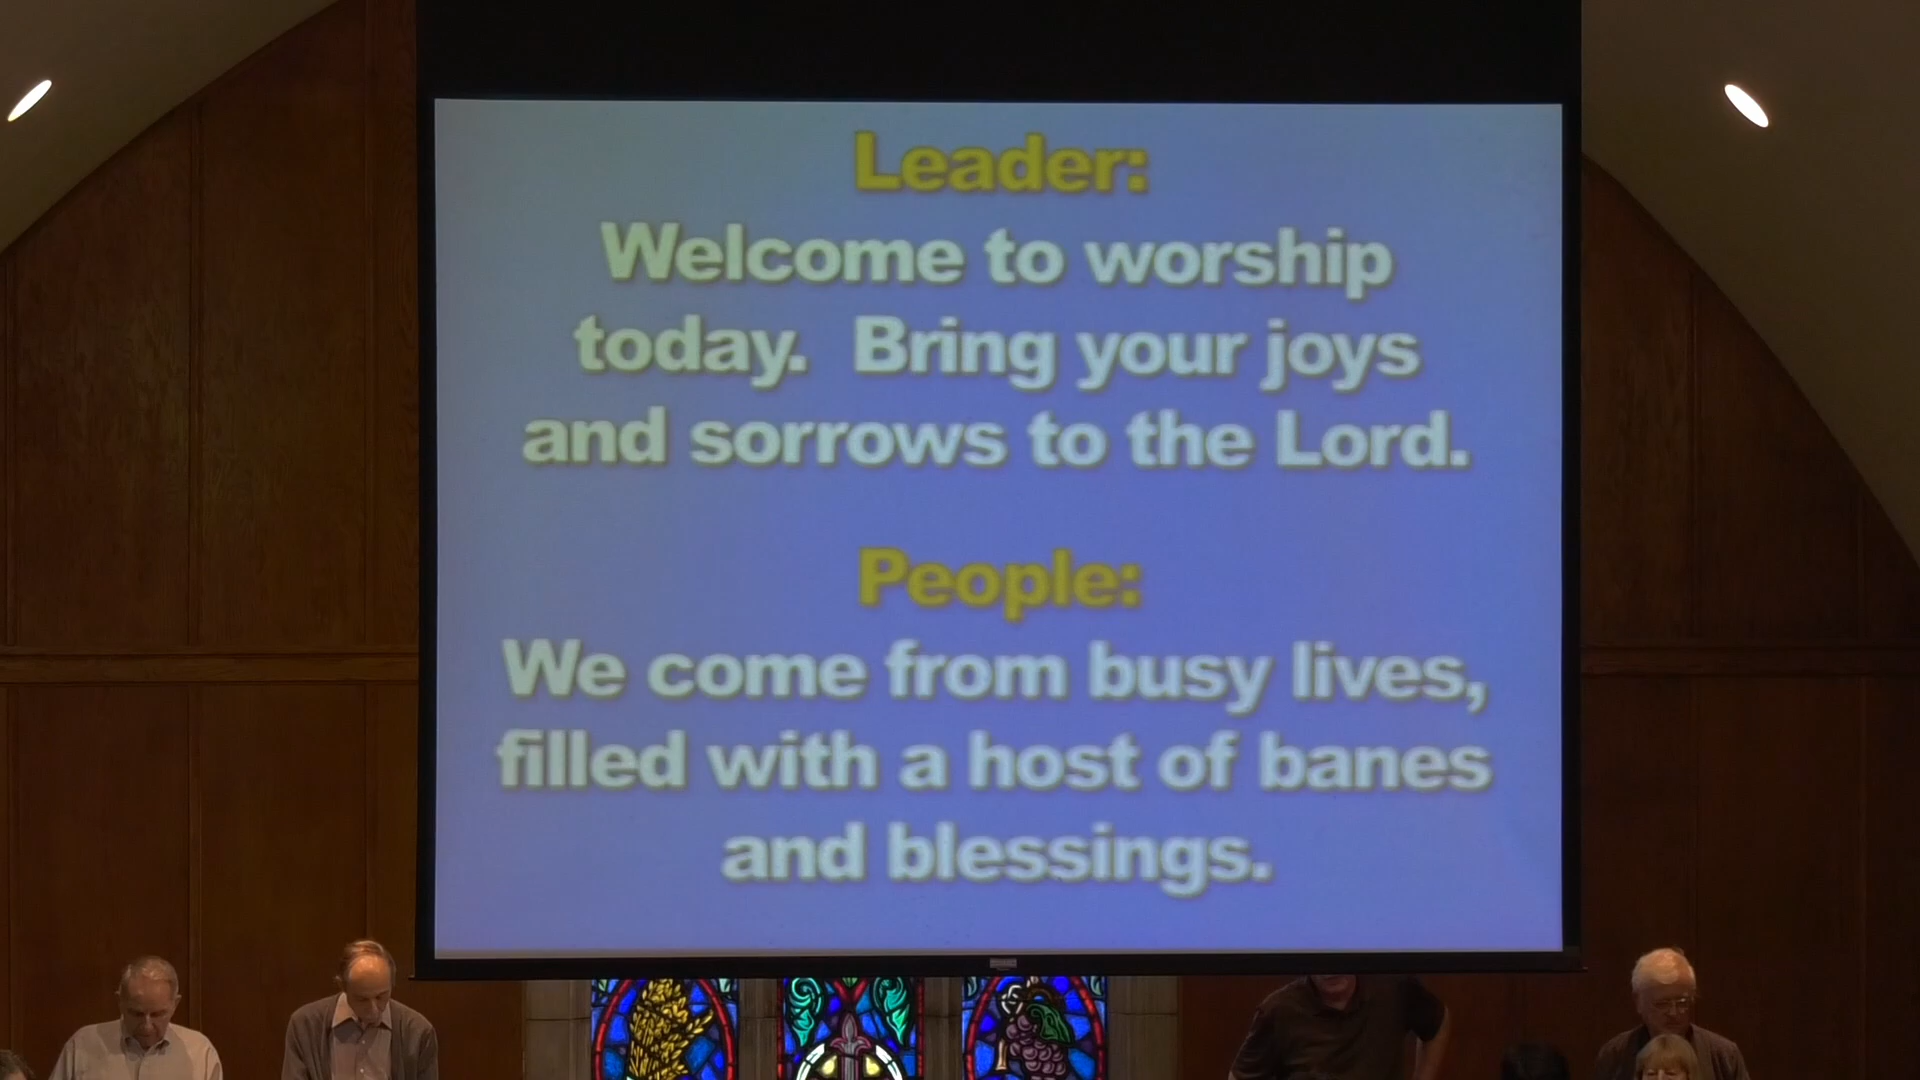 Leader:
Welcome to worship
today. Bring your joys
and sorrows to the Lord.
People:
We come from busy lives,
filled with a host of banes
and blessings.